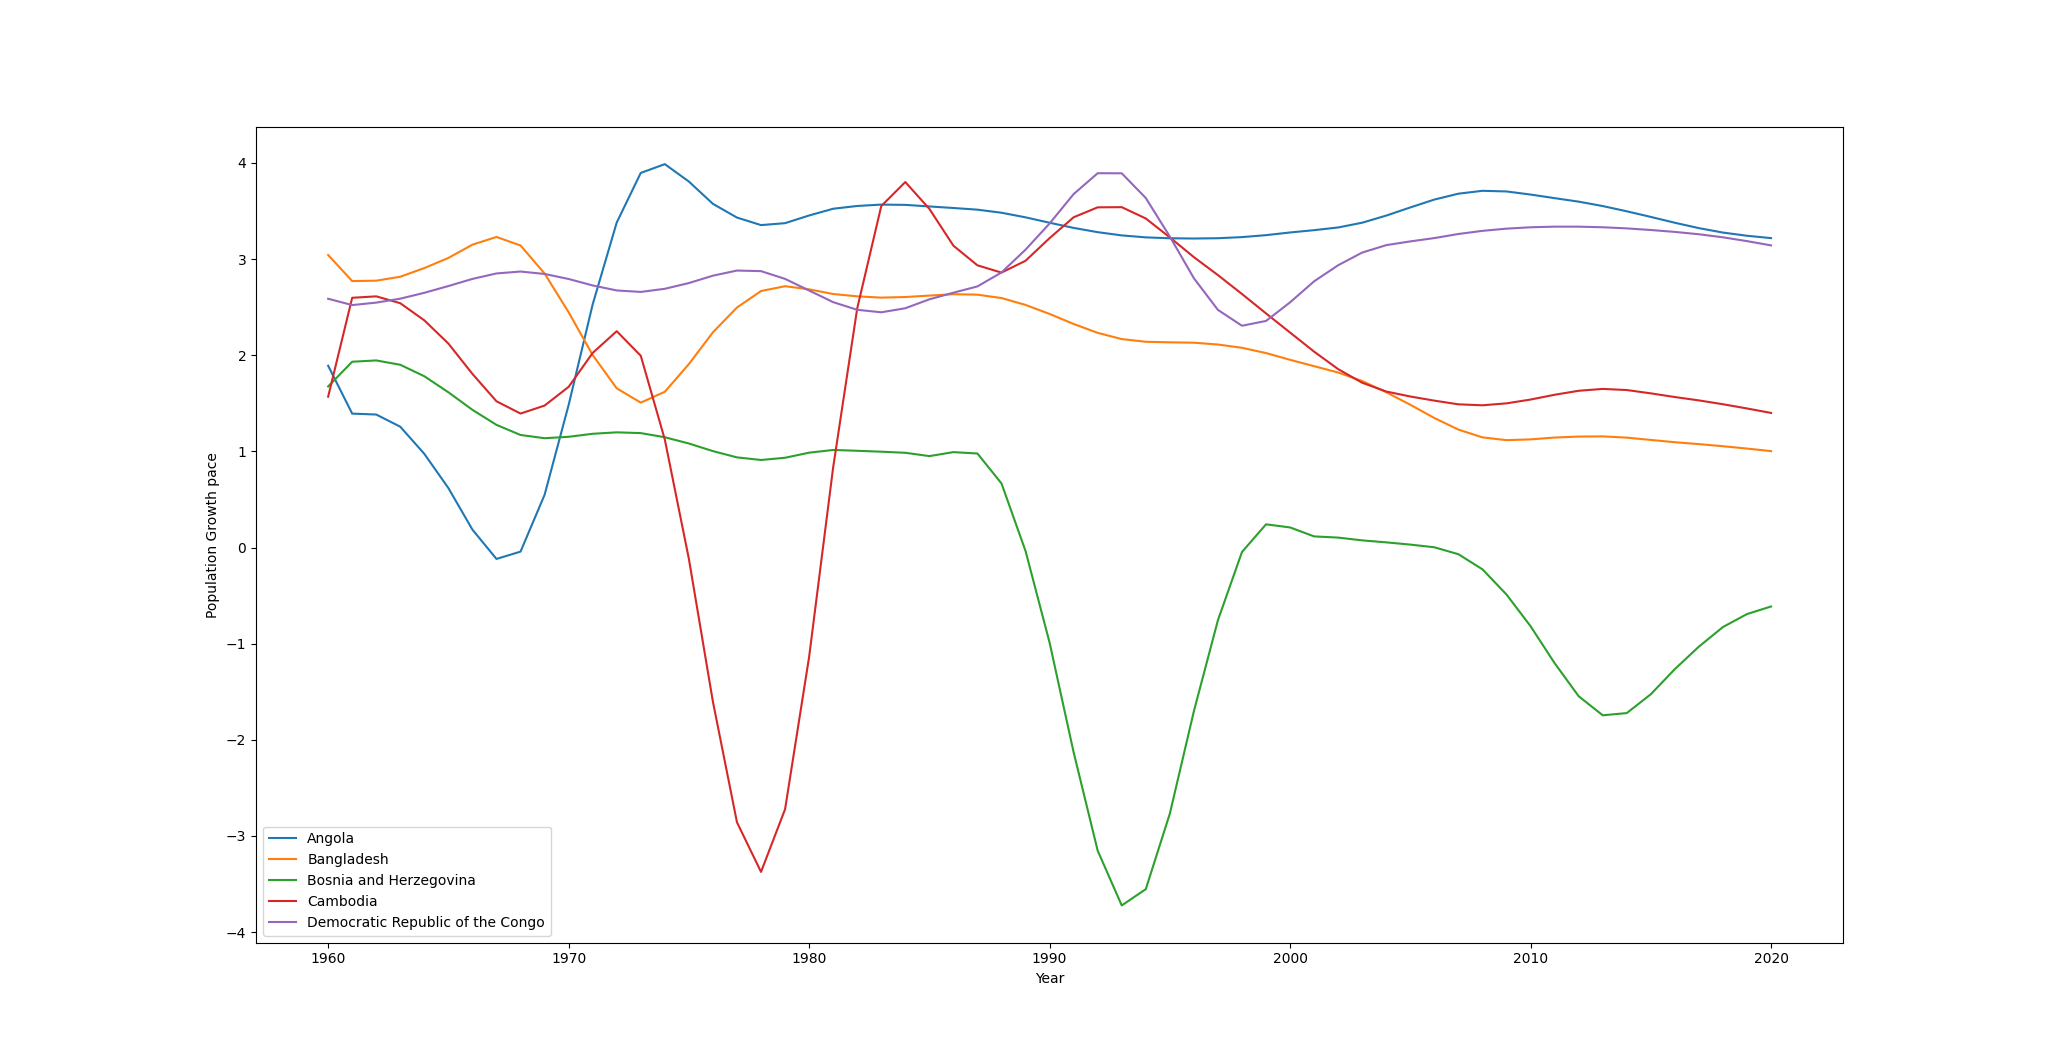 Population Growth pace
4
3
2
1
0
−1
−2
−3
−4
Angola
Bangladesh
Bosnia and Herzegovina
Cambodia
Democratic Republic of the Congo
1960 1970 1980 1990 2000 2010 2020
Year